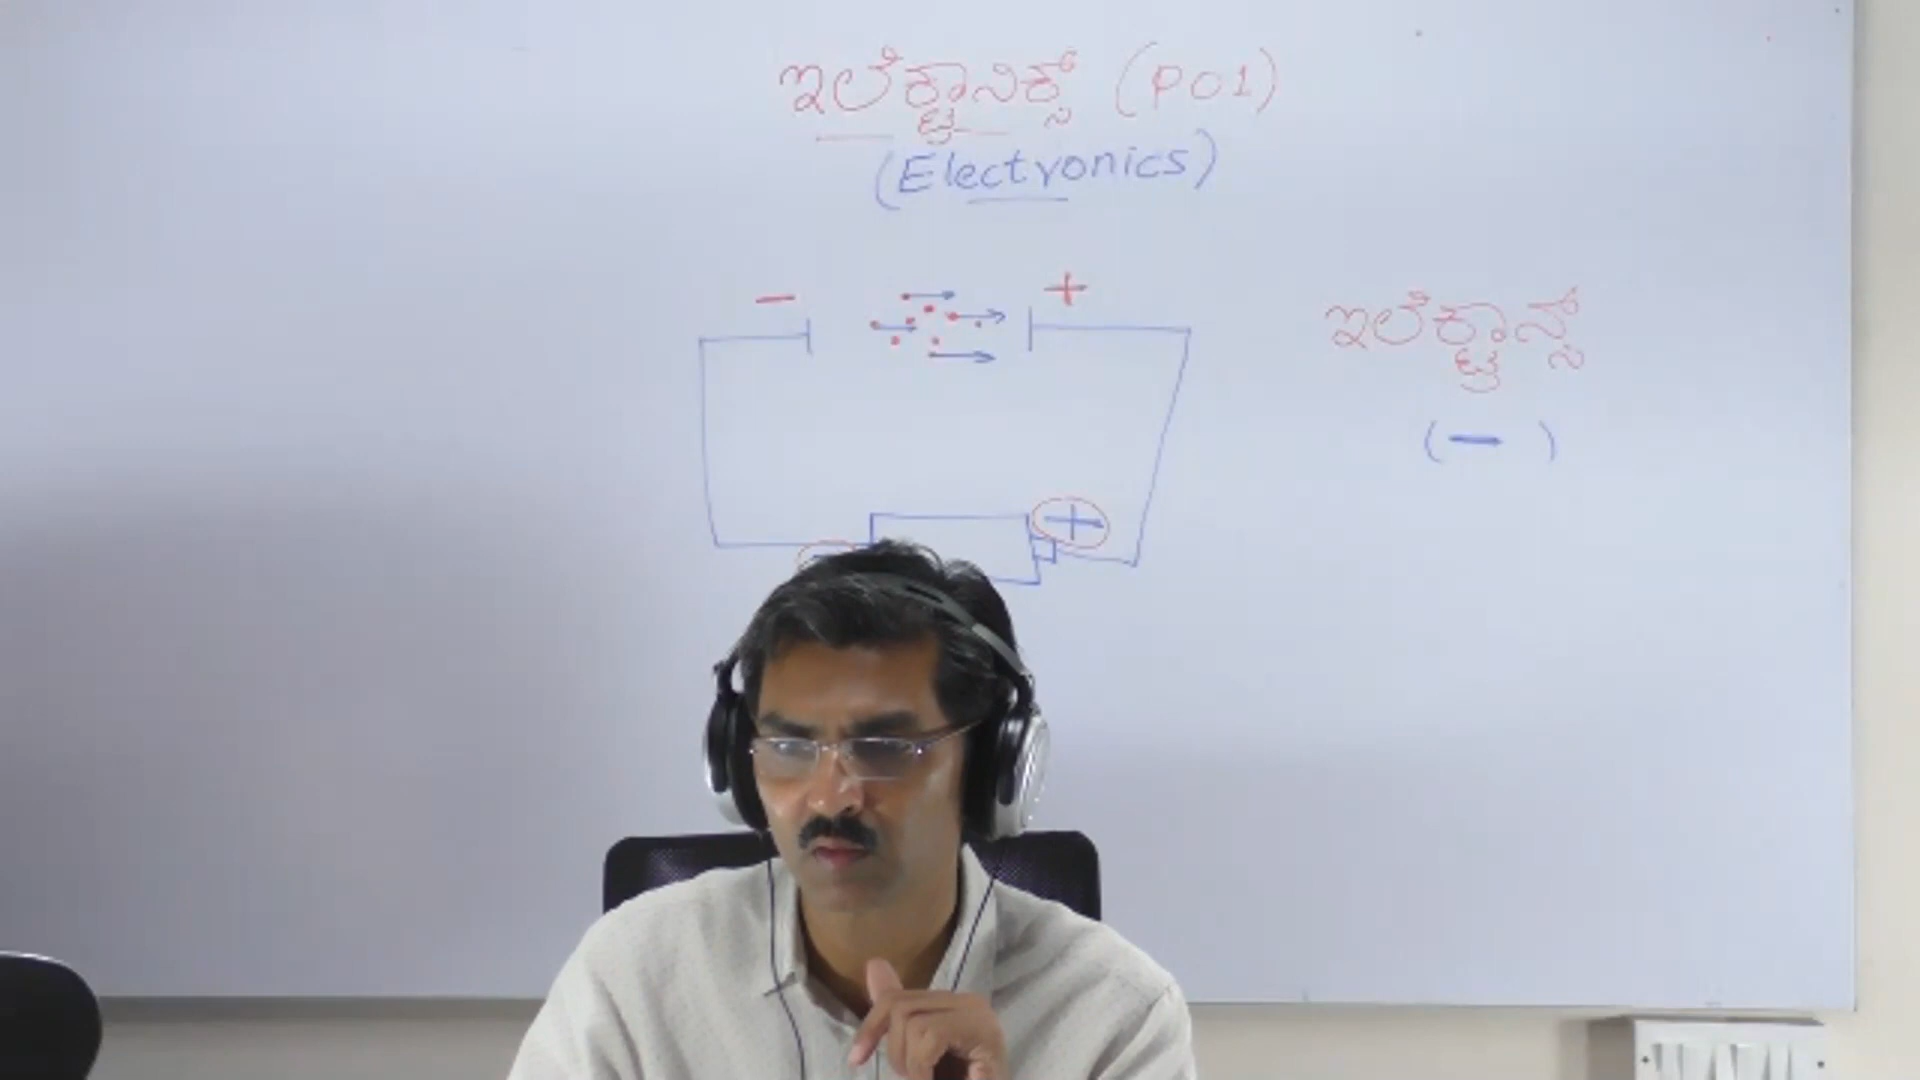 ಇಲೆಕ್ಟ್ರಾನಿಕ್ಸ್ (P01)
(Electronics)
− +
ಇಲೆಕ್ಟ್ರಾನ್ಸ್
(− )
+